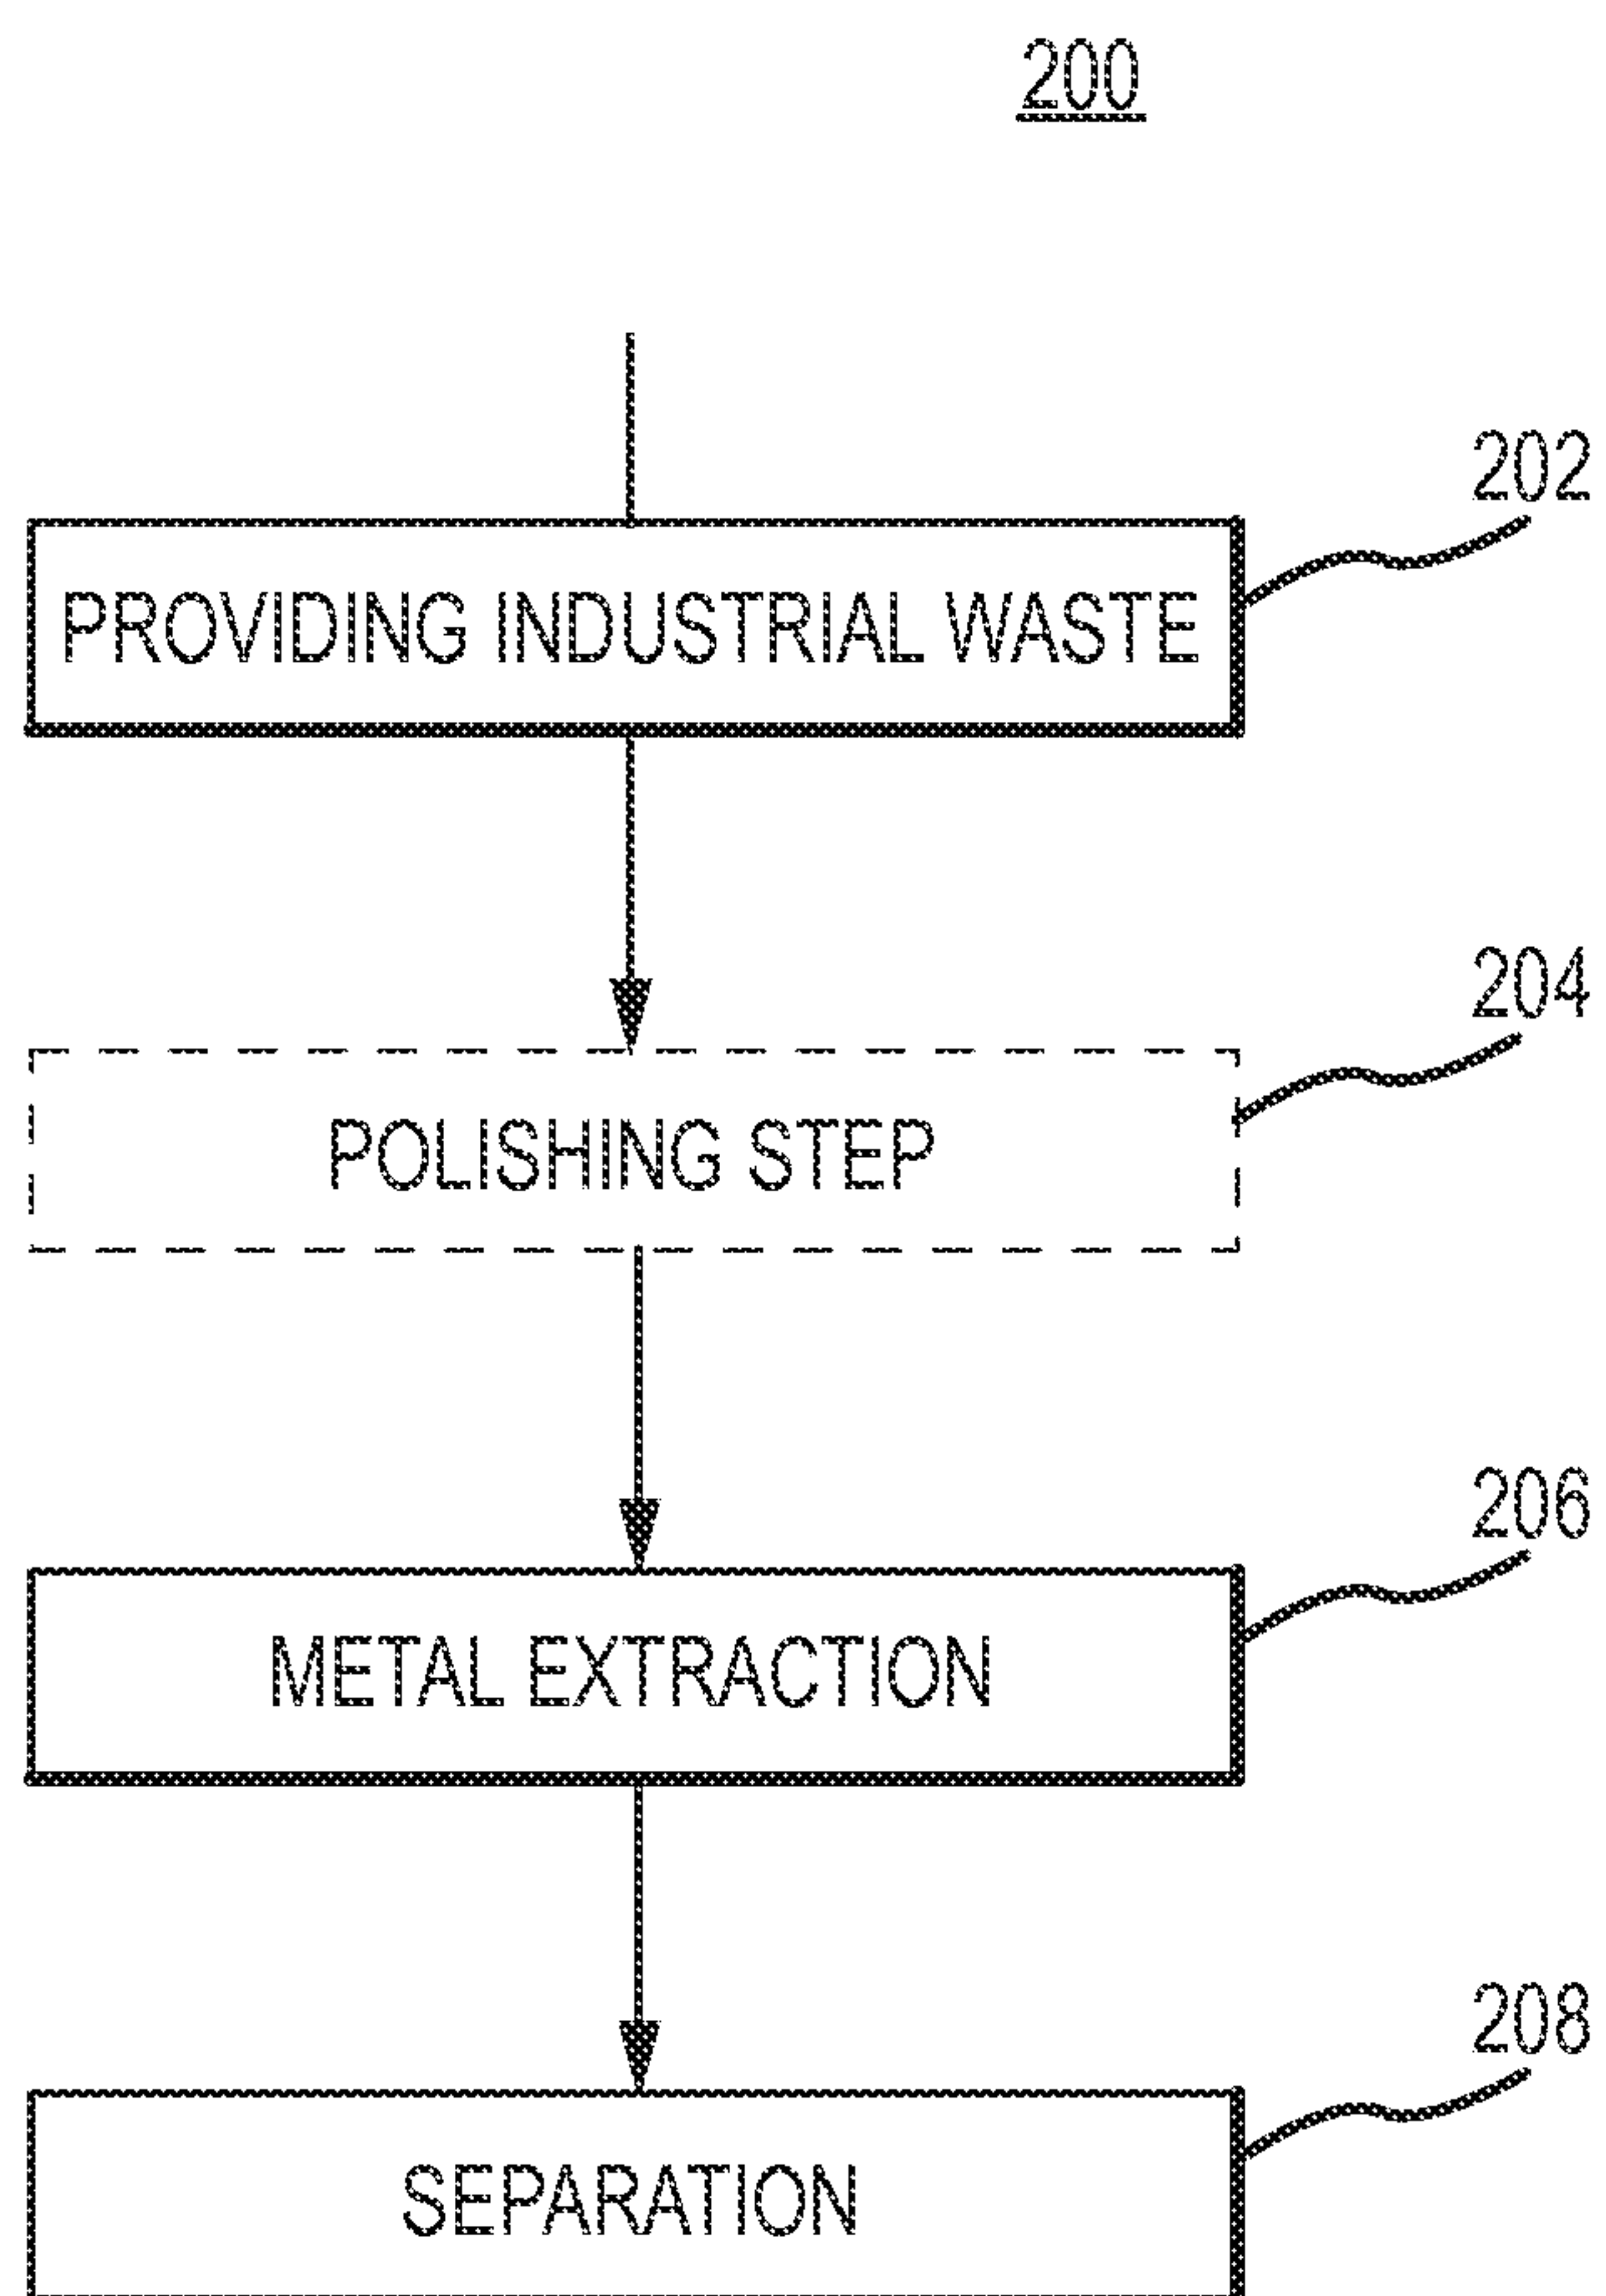 200
202
PROVIDING INDUSTRIAL WASTE
204
POLISHING STEP
206
METAL EXTRACTION
208
SEPARATION